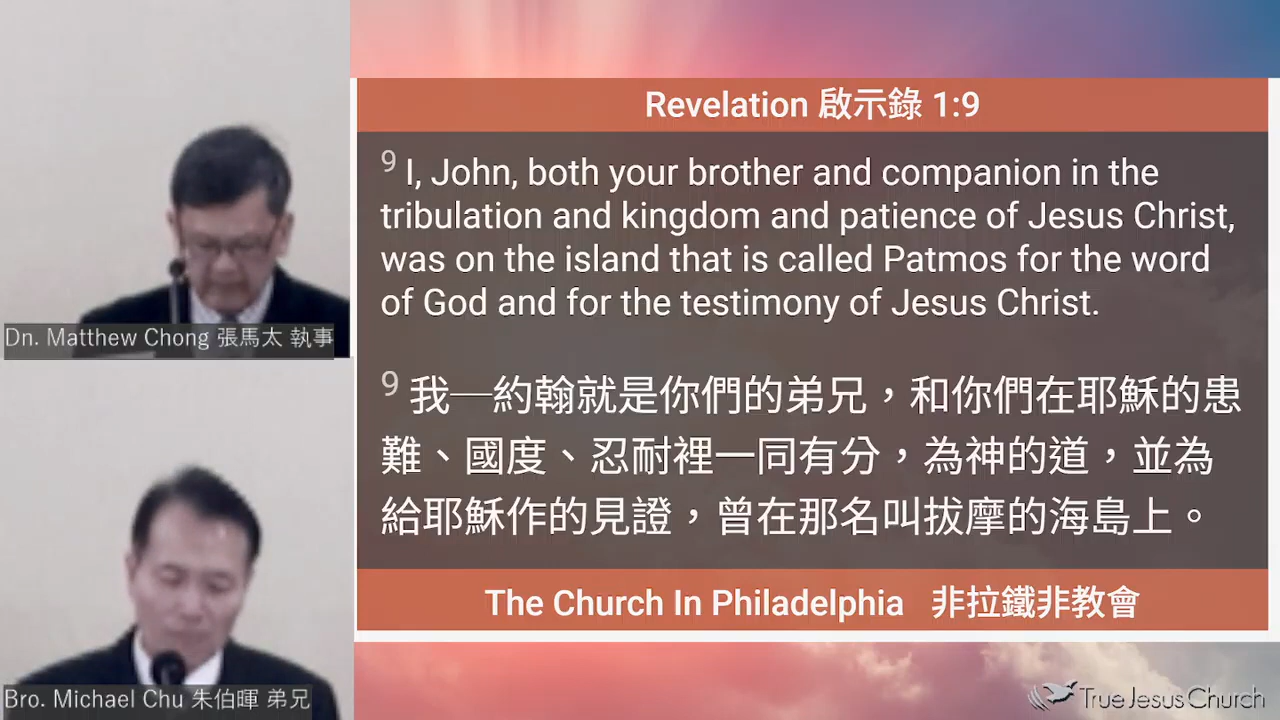 Revelation 啟示錄 1:9
9 I, John, both your brother and companion in the
tribulation and kingdom and patience of Jesus Christ,
was on the island that is called Patmos for the word
of God and for the testimony of Jesus Christ.
9 我─約翰就是你們的弟兄，和你們在耶穌的患
難、國度、忍耐裡一同有分，為神的道，並為
給耶穌作的見證，曾在那名叫拔摩的海島上。
The Church In Philadelphia 非拉鐵非教會
Dn. Matthew Chong 張馬太 執事
Bro. Michael Chu 朱伯暉 弟兄
True Jesus Church